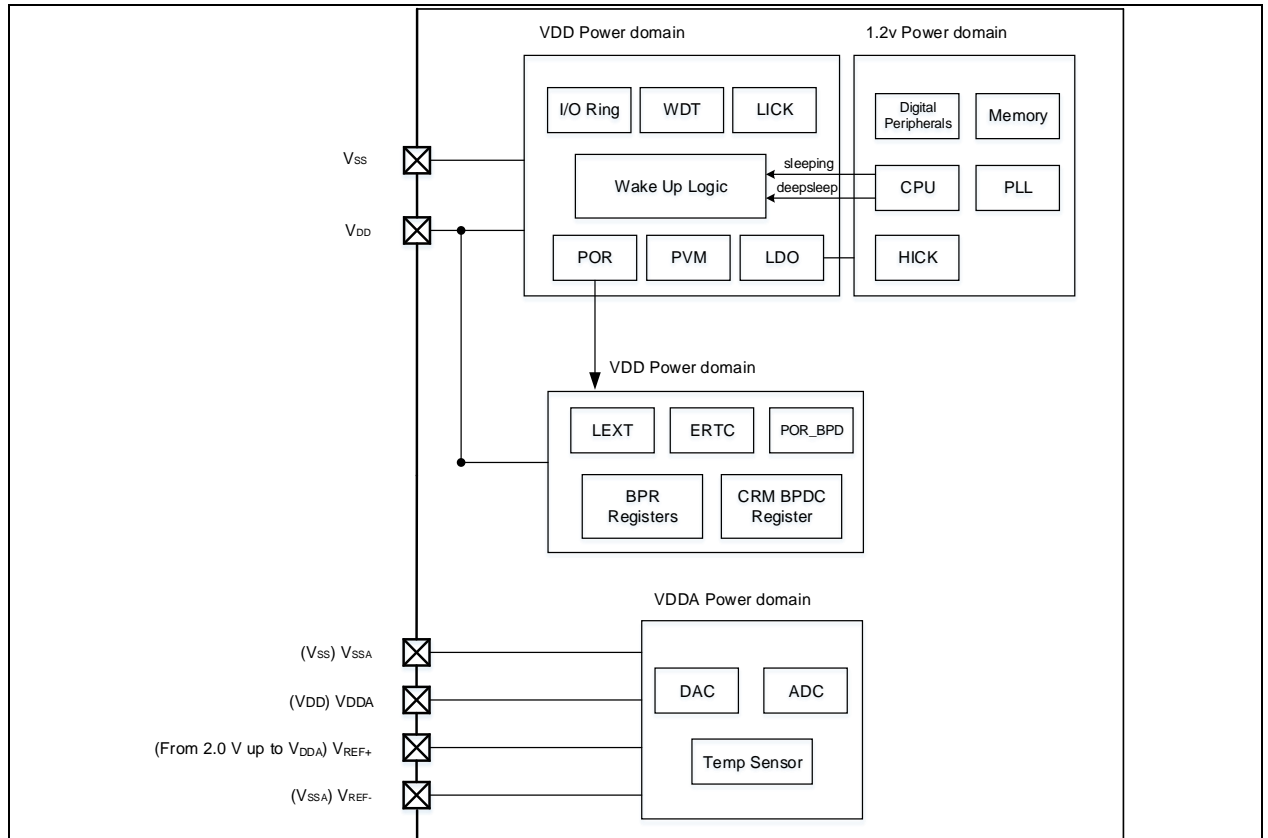 VDD Power domain
1.2v Power domain
I/O Ring
WDT
LICK
Digital
Peripherals
Memory
VSS
Wake Up Logic
sleeping
deepsleep
CPU
PLL
VDD
POR
PVM
LDO
HICK
VDD Power domain
LEXT
ERTC
POR_BPD
BPR
Registers
CRM BPDC
Register
VDDA Power domain
(VSS) VSSA
(VDD) VDDA
(From 2.0 V up to VDDA) VREF+
(VSSA) VREF-
DAC
ADC
Temp Sensor